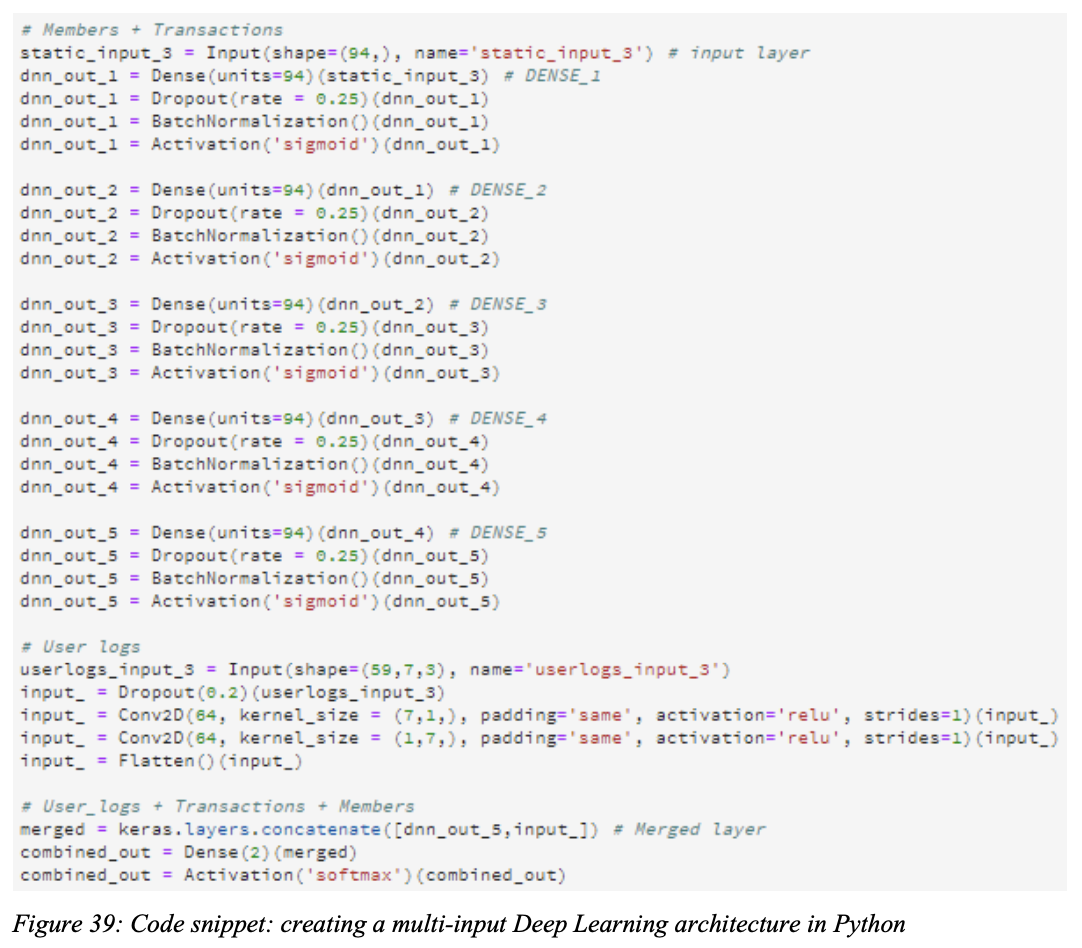 # Members + Transactions
static_input_3 = Input(shape=(94,), name='static_input_3') # input layer
dnn_out_1 = Dense(units=94)(static_input_3) # DENSE_1
dnn_out_1 = Dropout(rate = 0.25)(dnn_out_1)
dnn_out_1 = BatchNormalization()(dnn_out_1)
dnn_out_1 = Activation('sigmoid')(dnn_out_1)

dnn_out_2 = Dense(units=94)(dnn_out_1) # DENSE_2
dnn_out_2 = Dropout(rate = 0.25)(dnn_out_2)
dnn_out_2 = BatchNormalization()(dnn_out_2)
dnn_out_2 = Activation('sigmoid')(dnn_out_2)

dnn_out_3 = Dense(units=94)(dnn_out_2) # DENSE_3
dnn_out_3 = Dropout(rate = 0.25)(dnn_out_3)
dnn_out_3 = BatchNormalization()(dnn_out_3)
dnn_out_3 = Activation('sigmoid')(dnn_out_3)

dnn_out_4 = Dense(units=94)(dnn_out_3) # DENSE_4
dnn_out_4 = Dropout(rate = 0.25)(dnn_out_4)
dnn_out_4 = BatchNormalization()(dnn_out_4)
dnn_out_4 = Activation('sigmoid')(dnn_out_4)

dnn_out_5 = Dense(units=94)(dnn_out_4) # DENSE_5
dnn_out_5 = Dropout(rate = 0.25)(dnn_out_5)
dnn_out_5 = BatchNormalization()(dnn_out_5)
dnn_out_5 = Activation('sigmoid')(dnn_out_5)

# User logs
userlogs_input_3 = Input(shape=(59,7,3), name='userlogs_input_3')
input_ = Dropout(0.2)(userlogs_input_3)
input_ = Conv2D(64, kernel_size = (7,1,), padding='same', activation='relu', strides=1)(input_)
input_ = Conv2D(64, kernel_size = (1,7,), padding='same', activation='relu', strides=1)(input_)
input_ = Flatten()(input_)

# User_logs + Transactions + Members
merged = keras.layers.concatenate([dnn_out_5,input_]) # Merged layer
combined_out = Dense(2)(merged)
combined_out = Activation('softmax')(combined_out)

Figure 39: Code snippet: creating a multi-input Deep Learning architecture in Python